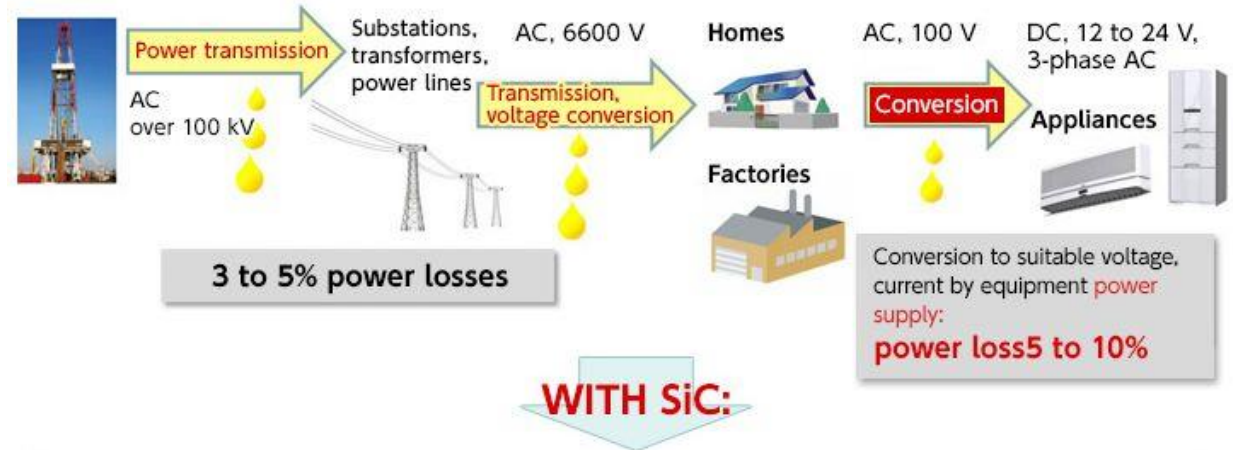 Power transmission
AC
over 100 kV
Substations,
transformers,
power lines
AC, 6600 V
Transmission,
voltage conversion
Homes
Factories
AC, 100 V
Conversion
DC, 12 to 24 V,
3-phase AC
Appliances
3 to 5% power losses
Conversion to suitable voltage,
current by equipment power
supply:
power loss5 to 10%
WITH SiC: